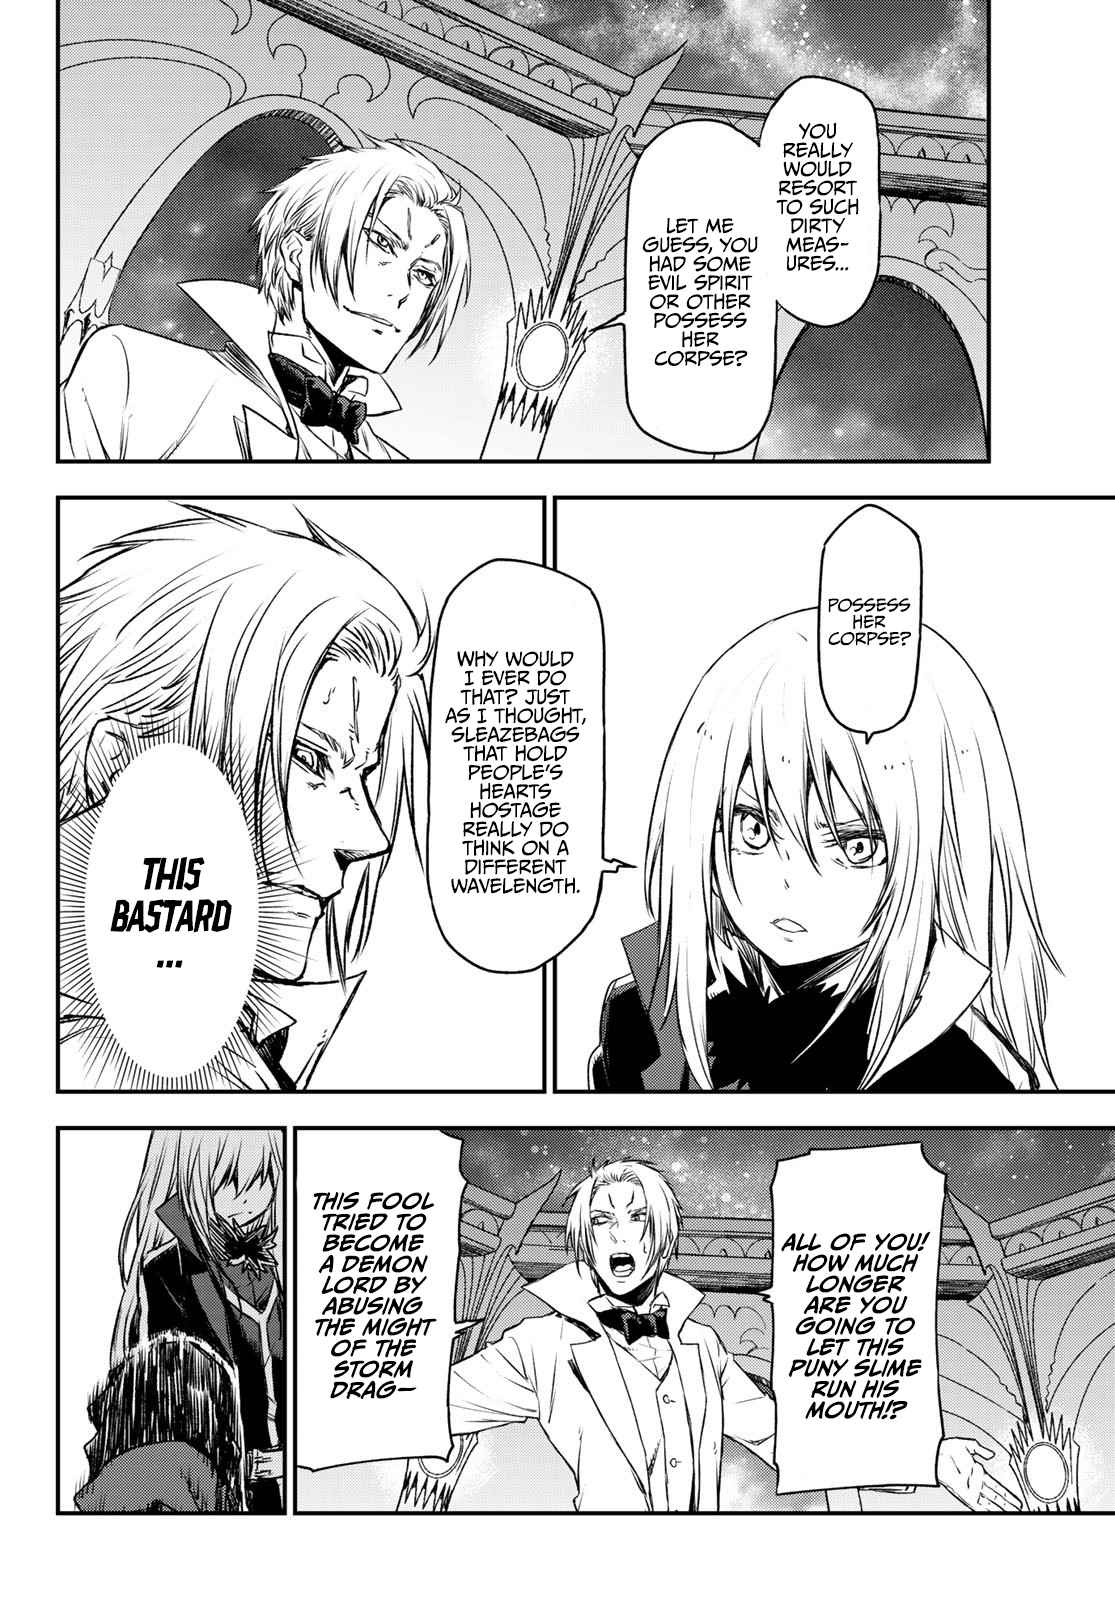 YOU
REALLY
WOULD
RESORT
TO SUCH
DIRTY
MEAS-
URES...
LET ME
GUESS, YOU
HAD SOME
EVIL SPIRIT
OR OTHER
POSSESS
HER
CORPSE?
POSSESS
HER
CORPSE?
WHY WOULD
I EVER DO
THAT? JUST
AS I THOUGHT,
SLEAZEBAGS
THAT HOLD
PEOPLE'S
HEARTS
HOSTAGE
REALLY DO
THINK ON A
DIFFERENT
WAVELENGTH.
THIS
BASTARD
...
ALL OF YOU!
HOW MUCH
LONGER
ARE YOU
GOING TO
LET THIS
PUNY SLIME
RUN HIS
MOUTH!?
THIS FOOL
TRIED TO
BECOME
A DEMON
LORD BY
ABUSING
THE MIGHT
OF THE
STORM
DRAG—